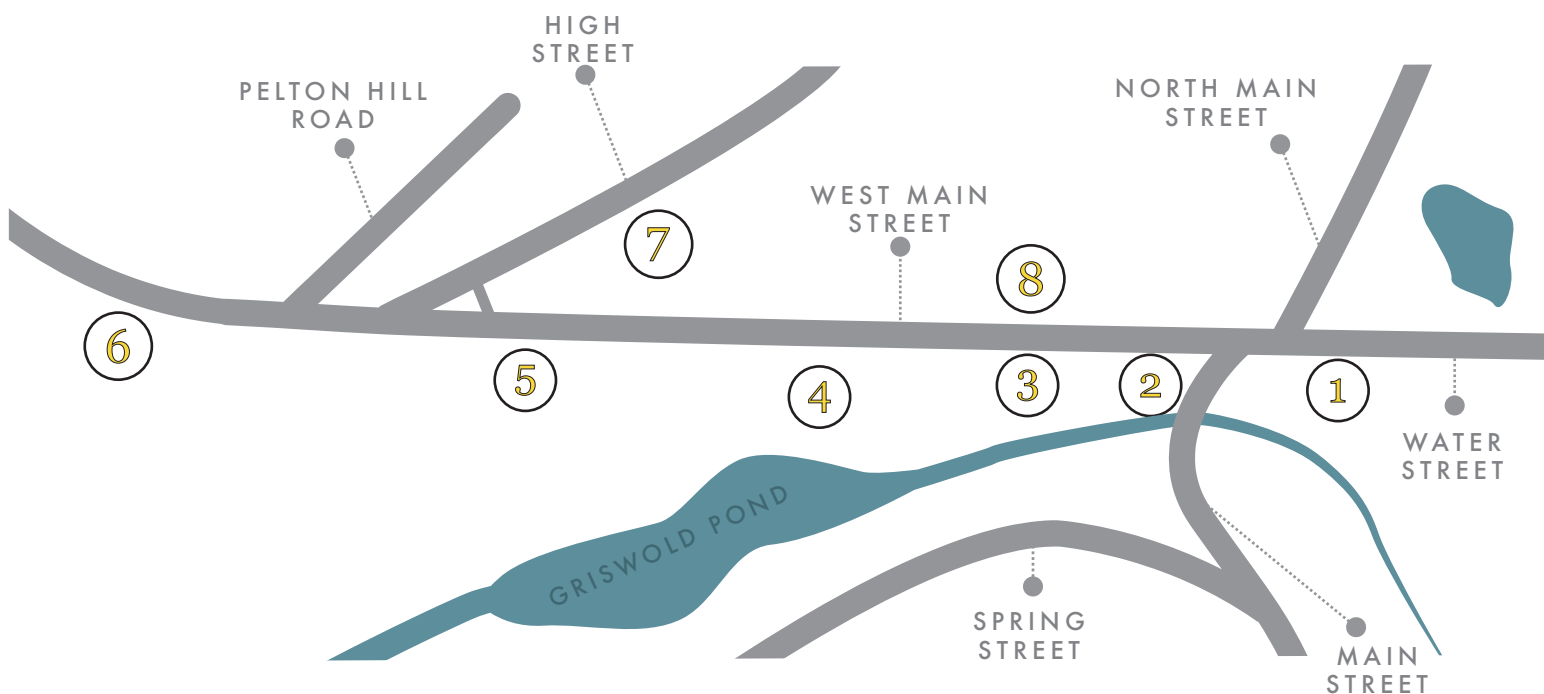 HIGH
STREET
PELTON HILL
ROAD
NORTH MAIN
STREET
WEST MAIN
STREET
7
8
6
5
4
3
2
1
WATER
STREET
GRISWOLD POND
SPRING
STREET
MAIN
STREET